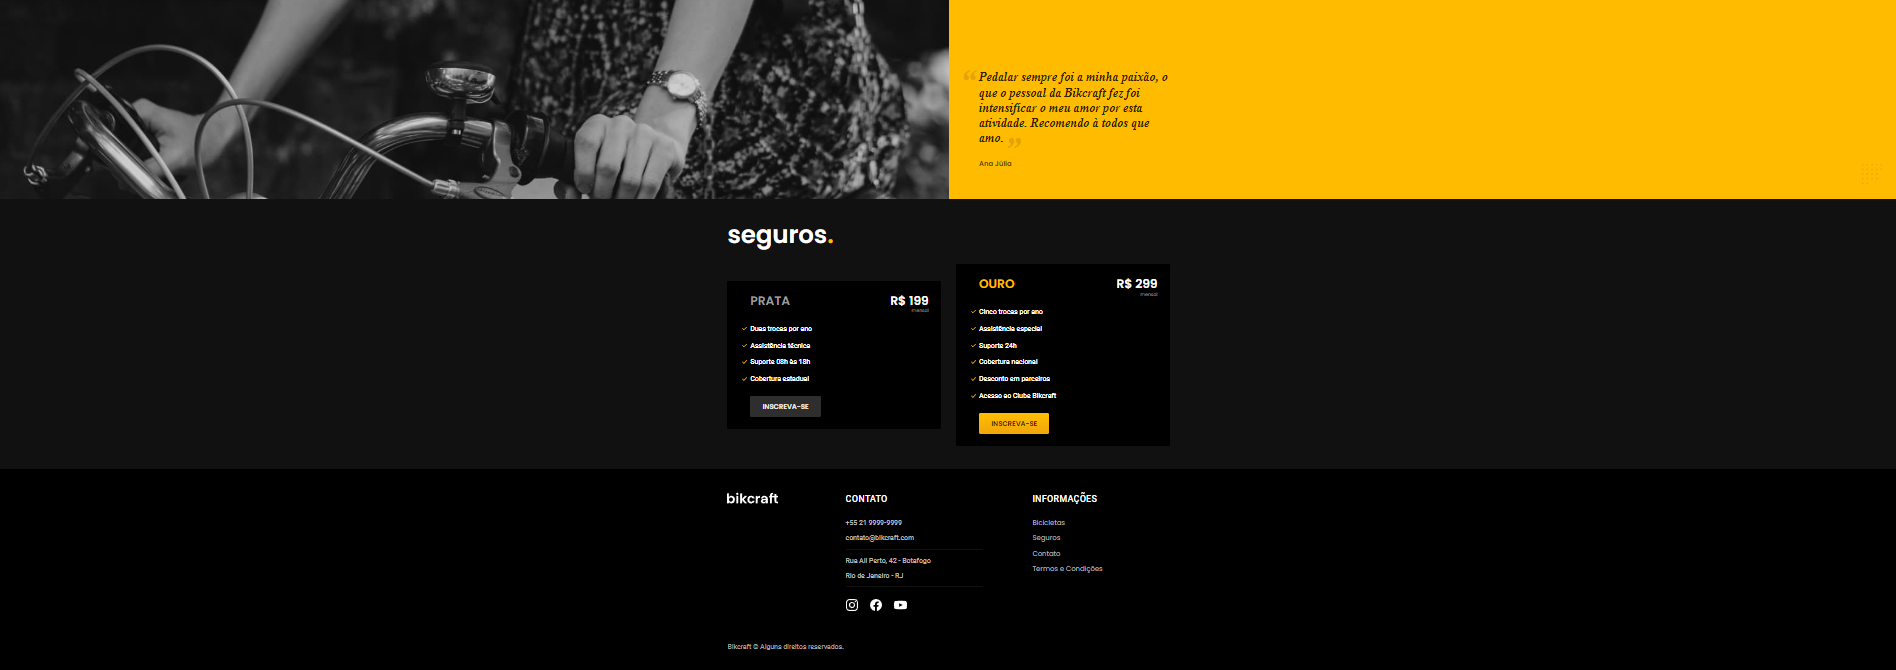 “ Pedalar sempre foi a minha paixão, o
que o pessoal da Bikcraft fez foi
intensificar o meu amor por esta
atividade. Recomendo à todos que
amo. ”
Ana Júlia
seguros.
PRATA
R$ 199
mensal
Duas trocas por ano
Assistência técnica
Suporte 08h às 18h
Cobertura estadual
INSCREVA-SE
OURO
R$ 299
mensal
Cinco trocas por ano
Assistência especial
Suporte 24h
Cobertura nacional
Desconto em parceiros
Acesso ao Clube Bikcraft
INSCREVA-SE
bikcraft
CONTATO
+55 21 9999-9999
contato@bikcraft.com
Rua Ali Perto, 42 - Botafogo
Rio de Janeiro - RJ
INFORMAÇÕES
Bicicletas
Seguros
Contato
Termos e Condições
Bikcraft © Alguns direitos reservados.